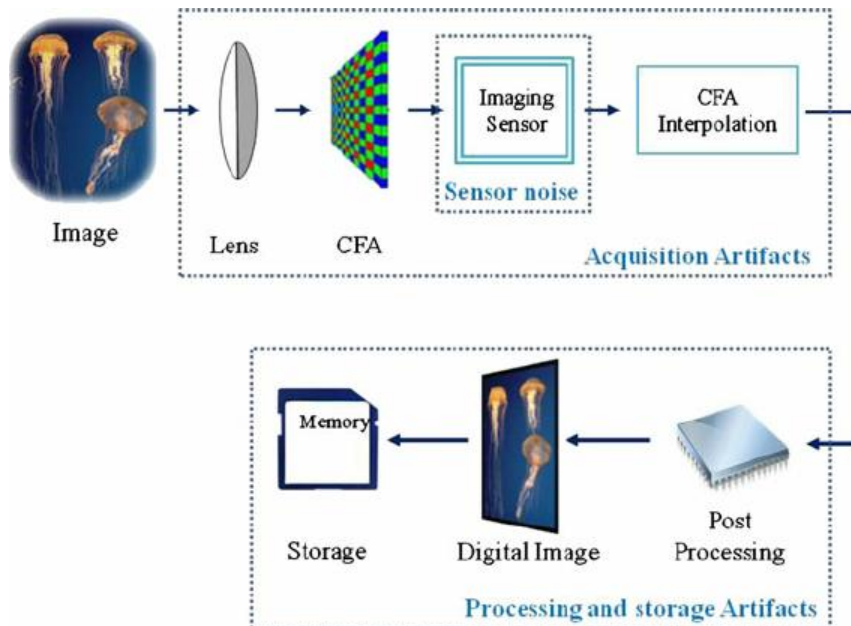 Imaging
Sensor
CFA
Interpolation
Sensor noise
Image
Lens
CFA
Acquisition Artifacts
Memory
Storage
Digital Image
Post
Processing
Processing and storage Artifacts